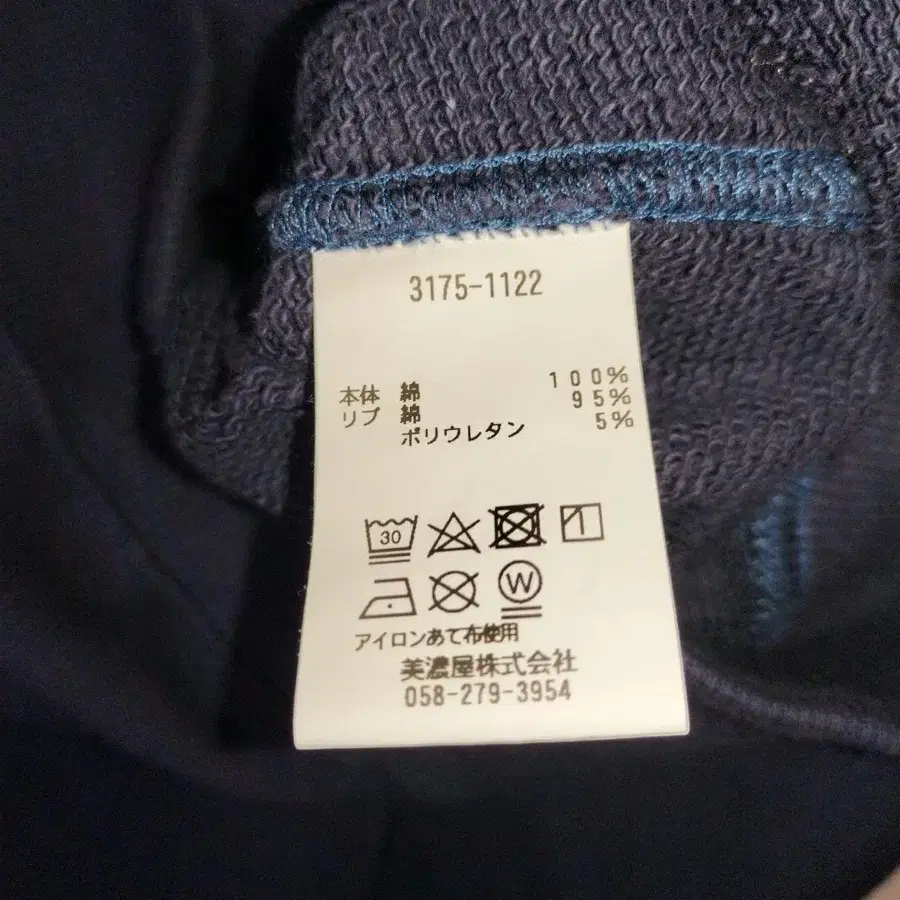 3175-1122
本体 綿 100%
リブ 綿 95%
ポリウレタン 5%
30
W
アイロンあて布使用
美濃屋株式会社
058-279-3954